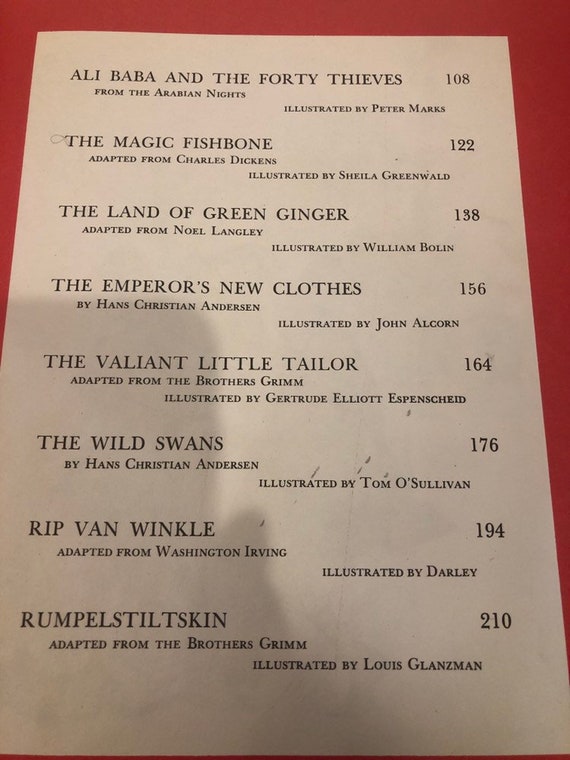 ALI BABA AND THE FORTY THIEVES 108
FROM THE ARABIAN NIGHTS
ILLUSTRATED BY PETER MARKS
THE MAGIC FISHBONE 122
ADAPTED FROM CHARLES DICKENS
ILLUSTRATED BY SHEILA GREENWALD
THE LAND OF GREEN GINGER 138
ADAPTED FROM NOEL LANGLEY
ILLUSTRATED BY WILLIAM BOLIN
THE EMPEROR'S NEW CLOTHES 156
BY HANS CHRISTIAN ANDERSEN
ILLUSTRATED BY JOHN ALCORN
THE VALIANT LITTLE TAILOR 164
ADAPTED FROM THE BROTHERS GRIMM
ILLUSTRATED BY GERTRUDE ELLIOTT ESPENSCHEID
THE WILD SWANS 176
BY HANS CHRISTIAN ANDERSEN
ILLUSTRATED BY TOM O'SULLIVAN
RIP VAN WINKLE 194
ADAPTED FROM WASHINGTON IRVING
ILLUSTRATED BY DARLEY
RUMPELSTILTSKIN 210
ADAPTED FROM THE BROTHERS GRIMM
ILLUSTRATED BY LOUIS GLANZMAN